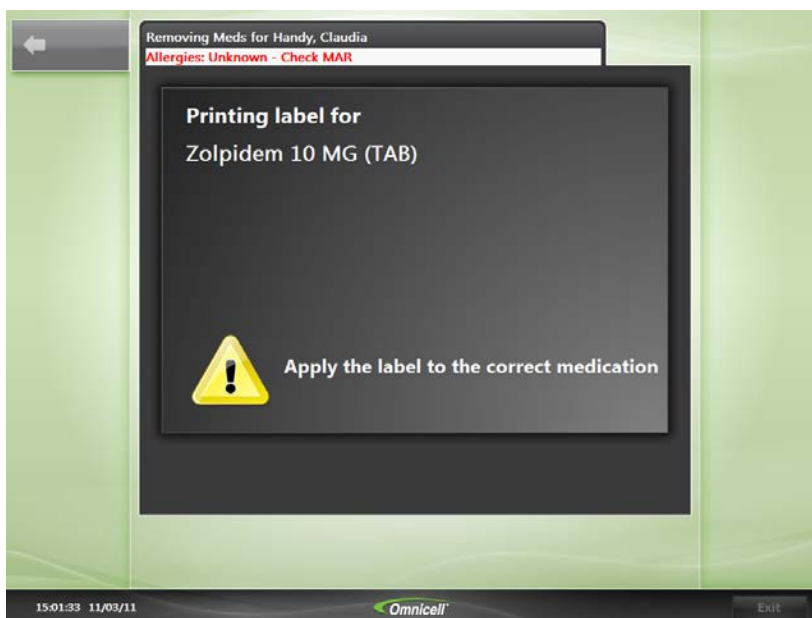 Removing Meds for Handy, Claudia
Allergies: Unknown - Check MAR
Printing label for
Zolpidem 10 MG (TAB)
Apply the label to the correct medication
15:01:33 11/03/11
Omnicell
Exit